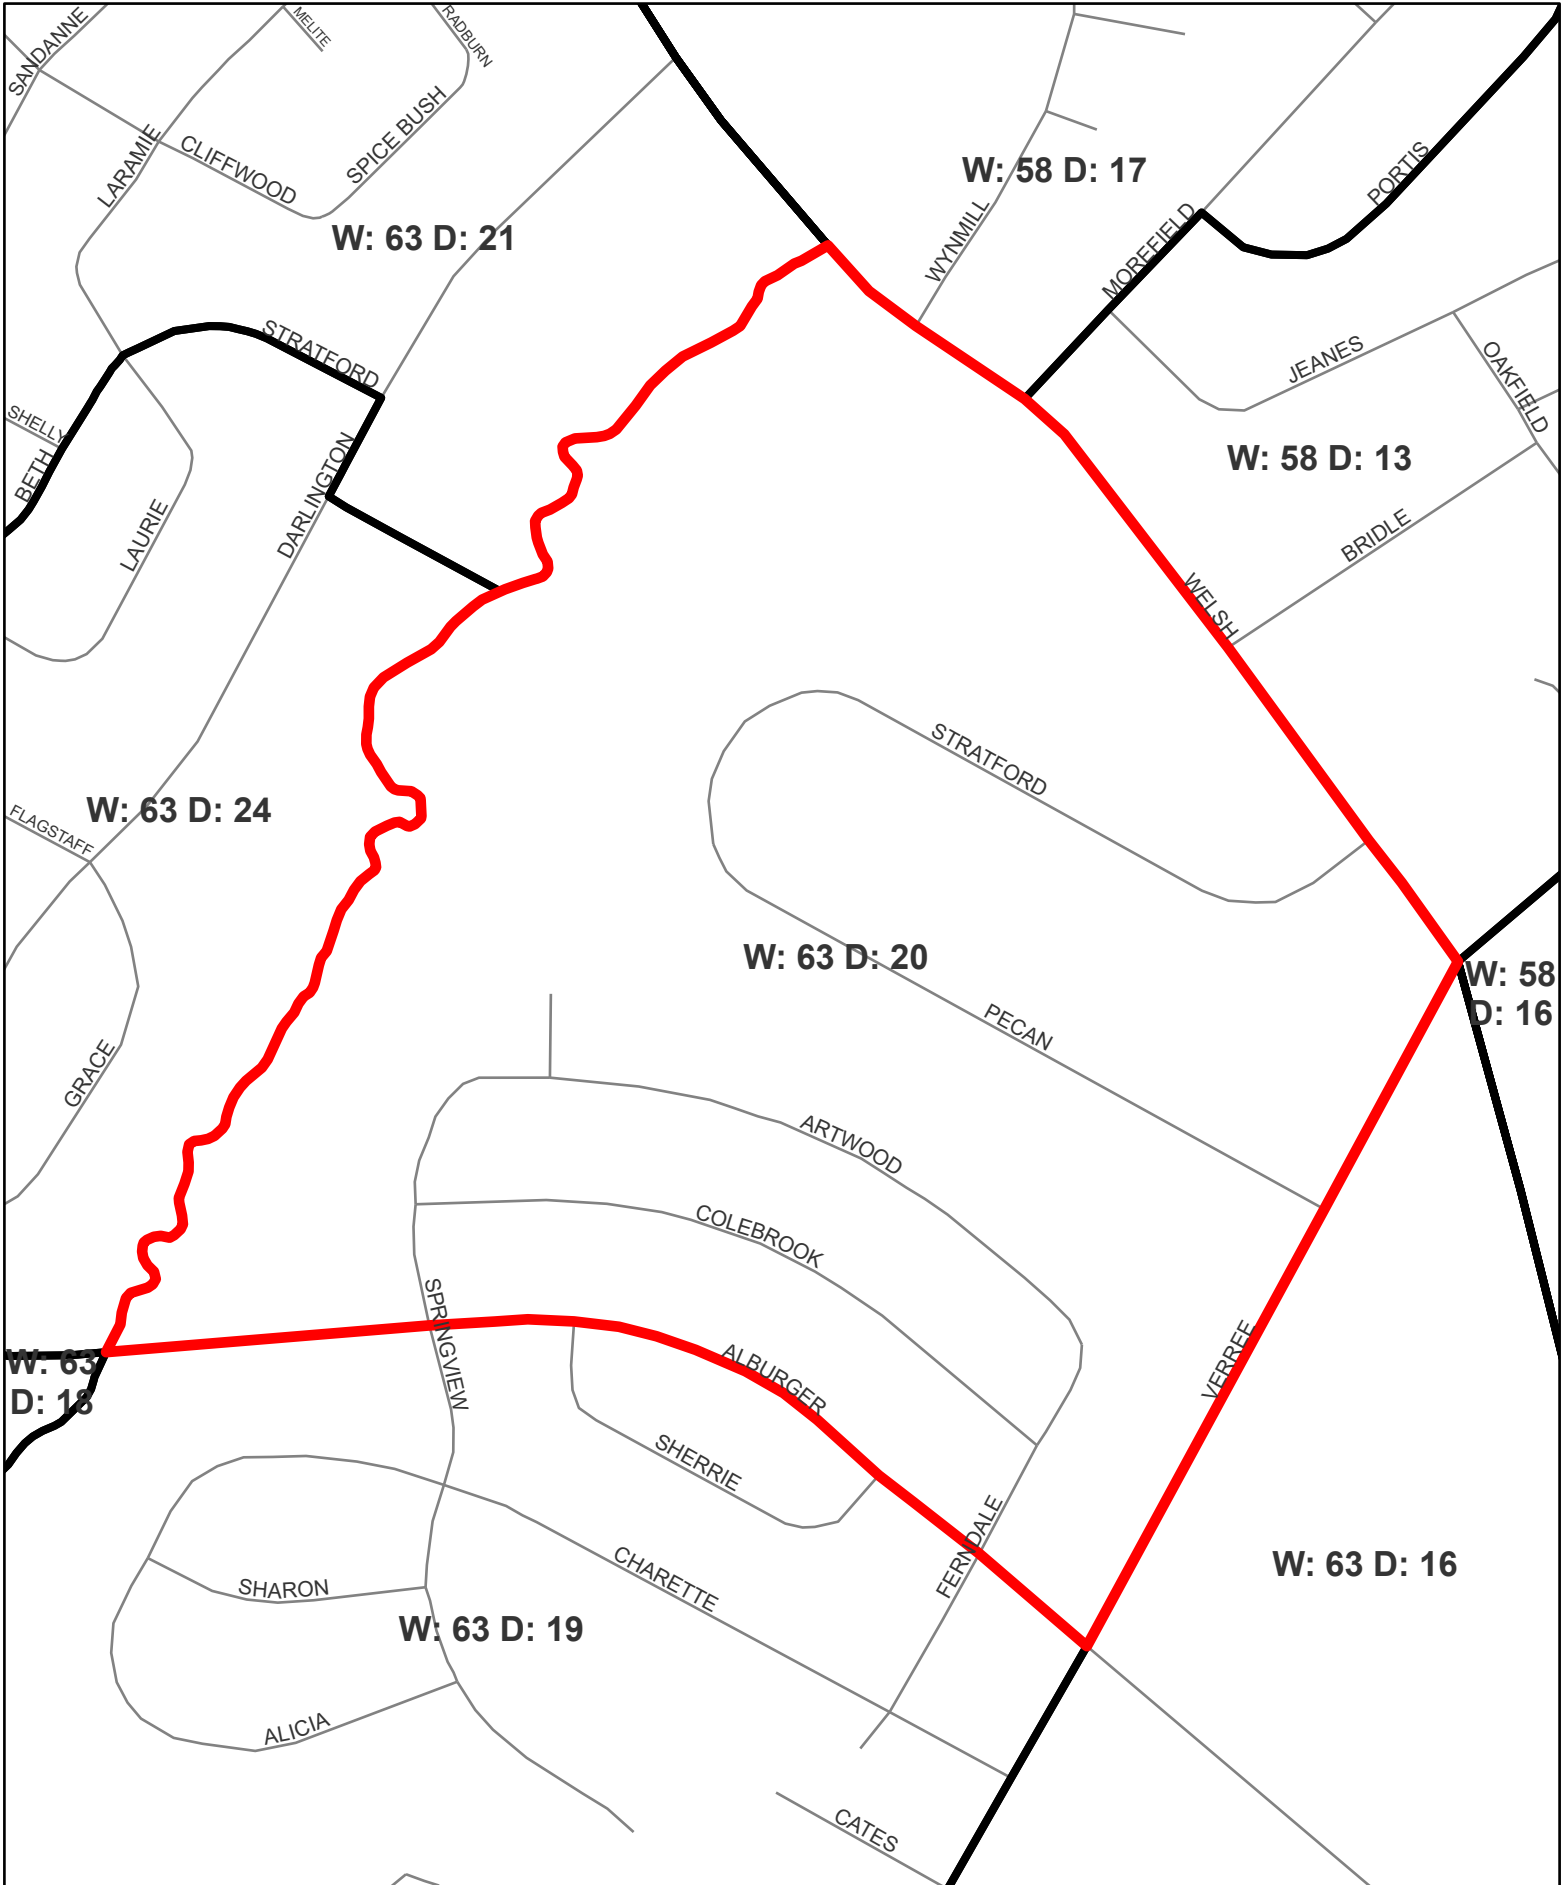 SANDANNE
MELITE
RADBURN
LARAMIE
CLIFFWOOD
SPICE BUSH
W: 63 D: 21
W: 58 D: 17
WYNMILL
MOREFIELD
PORTIS
STRATFORD
JEANES
OAKFIELD
SHELLY
BETH
DARLINGTON
LAURIE
W: 58 D: 13
BRIDLE
WELSH
STRATFORD
W: 63 D: 24
FLAGSTAFF
W: 63 D: 20
W: 58
D: 16
PECAN
GRACE
ARTWOOD
COLEBROOK
SPRINGVIEW
VERREE
W: 63
D: 18
ALBURGER
SHERRIE
FERNDALE
CHARETTE
W: 63 D: 16
SHARON
W: 63 D: 19
ALICIA
CATES